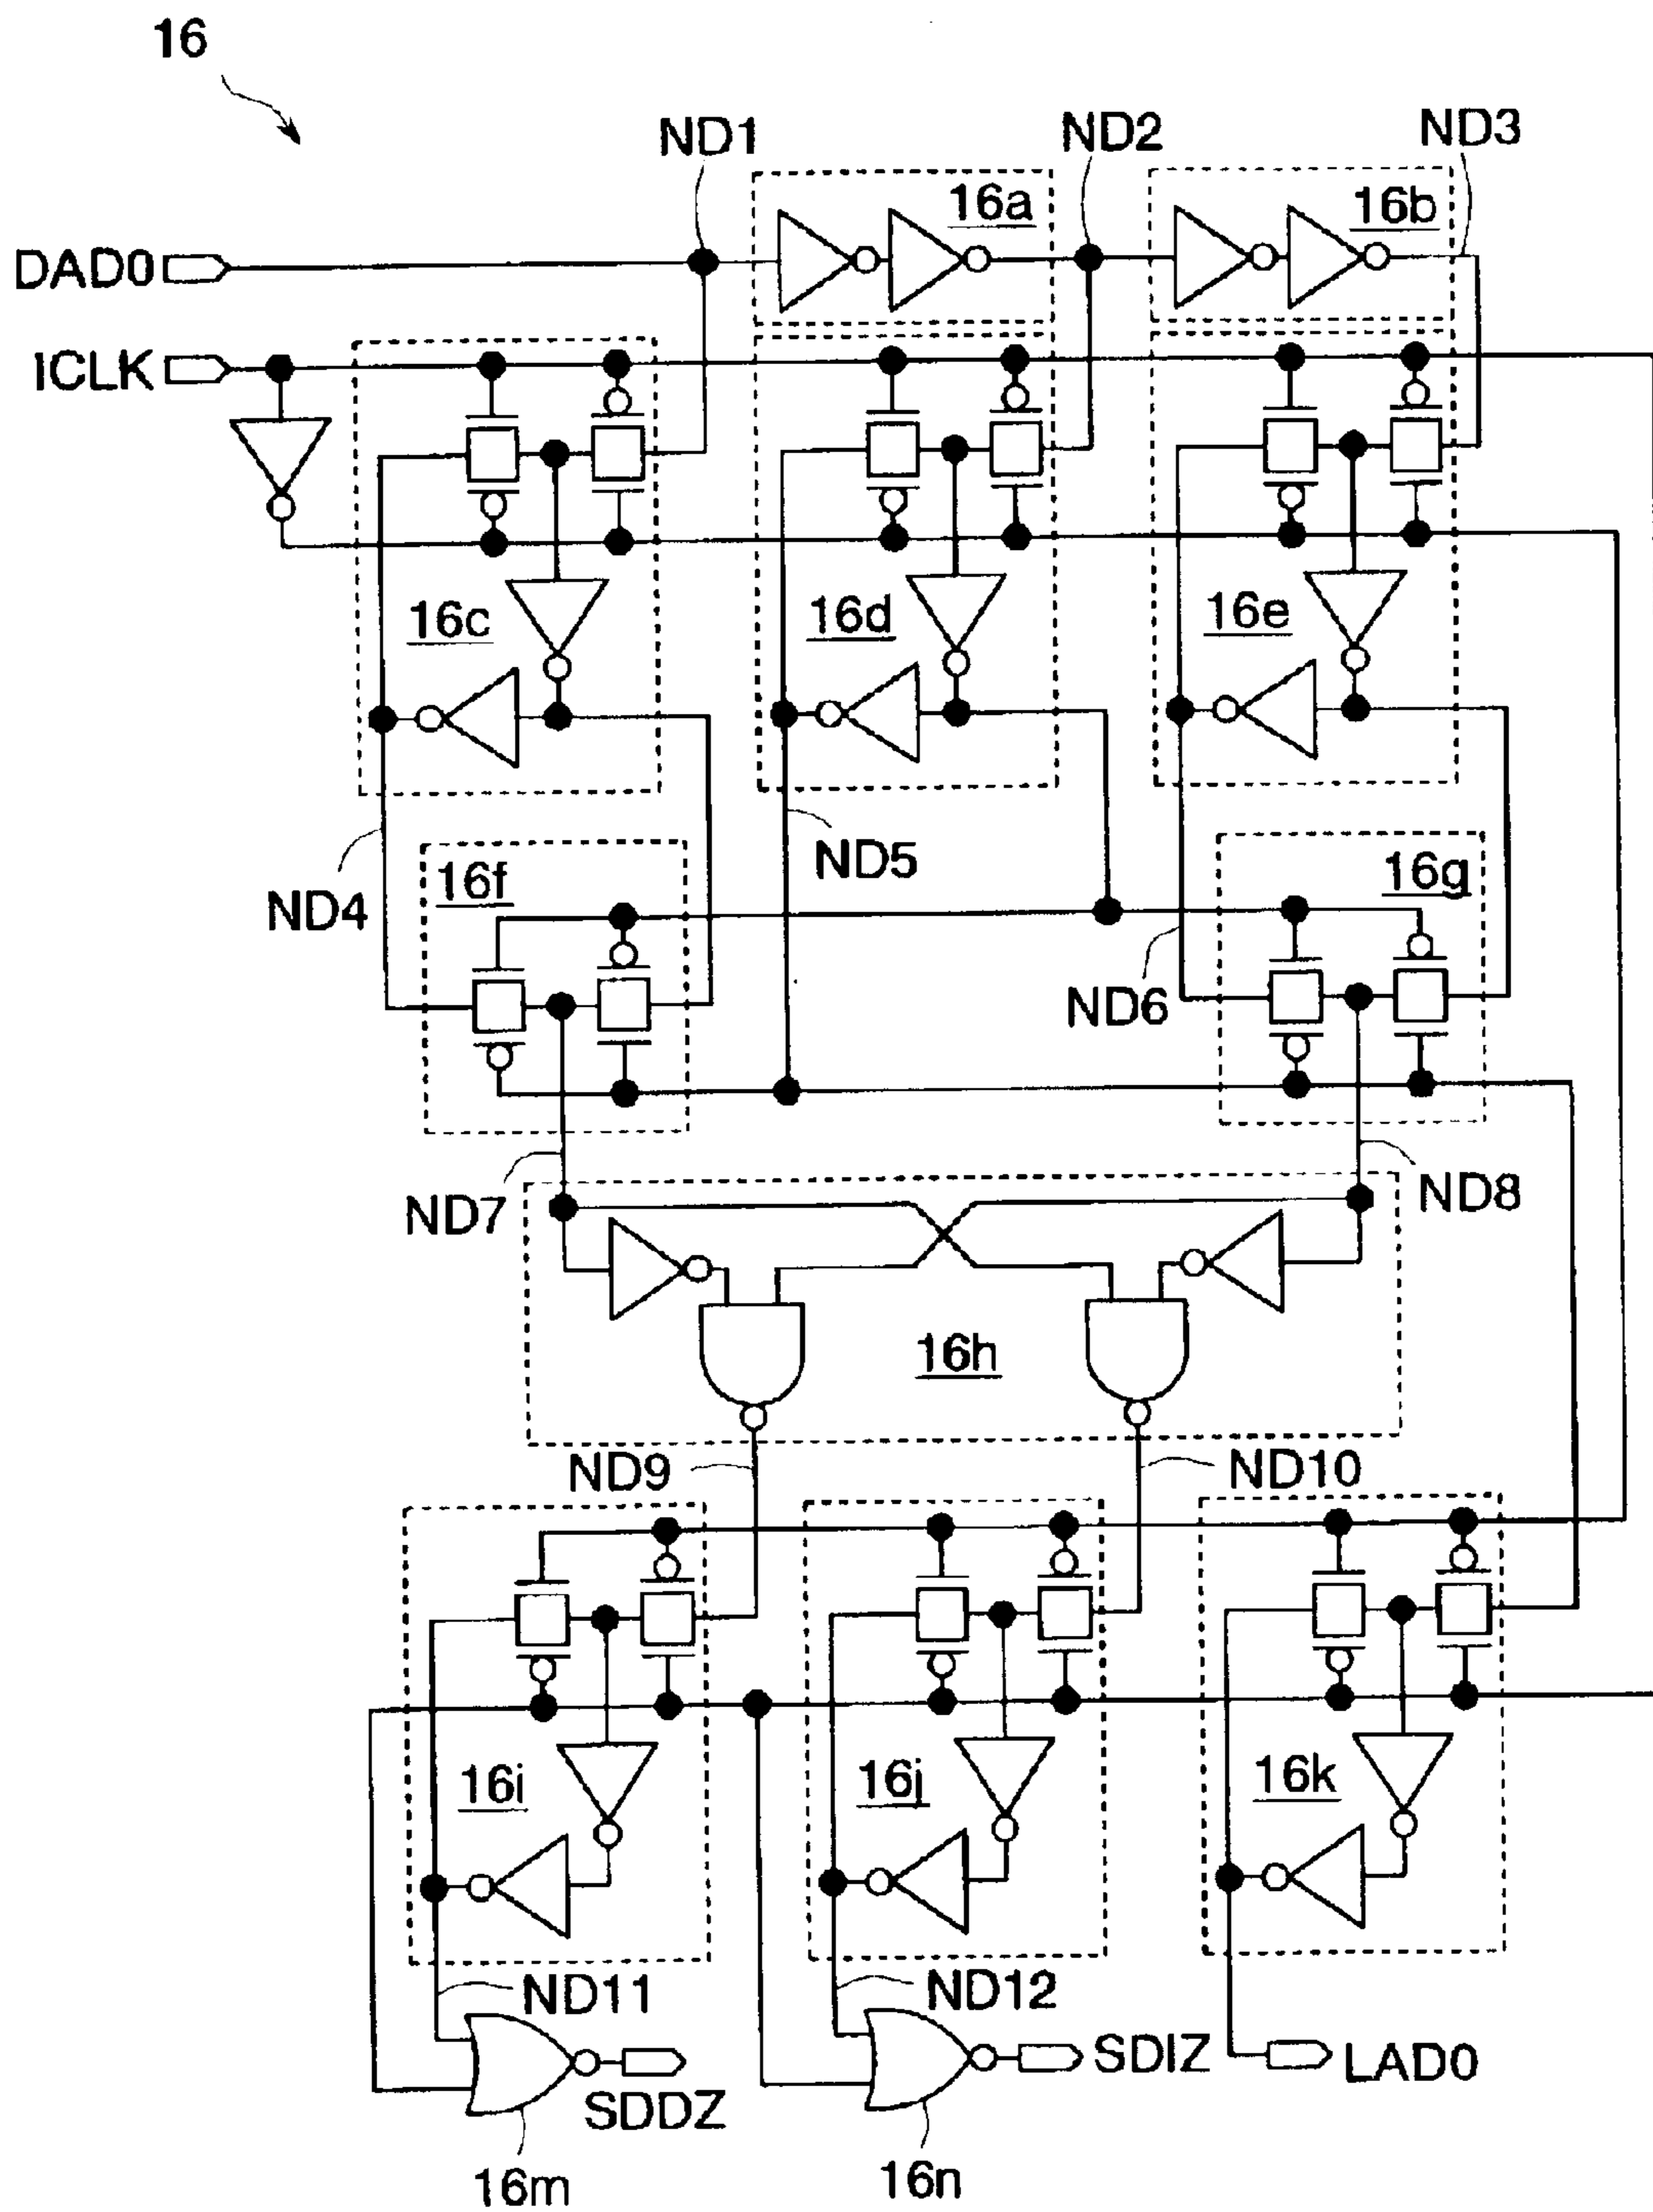 16
ND1
ND2
ND3
16a
16b
DAD0
ICLK
16c
16d
16e
ND4
16f
ND5
16g
ND6
ND7
ND8
16h
ND9
ND10
16i
16j
16k
ND11
ND12
SDDZ
SDIZ
LAD0
16m
16n